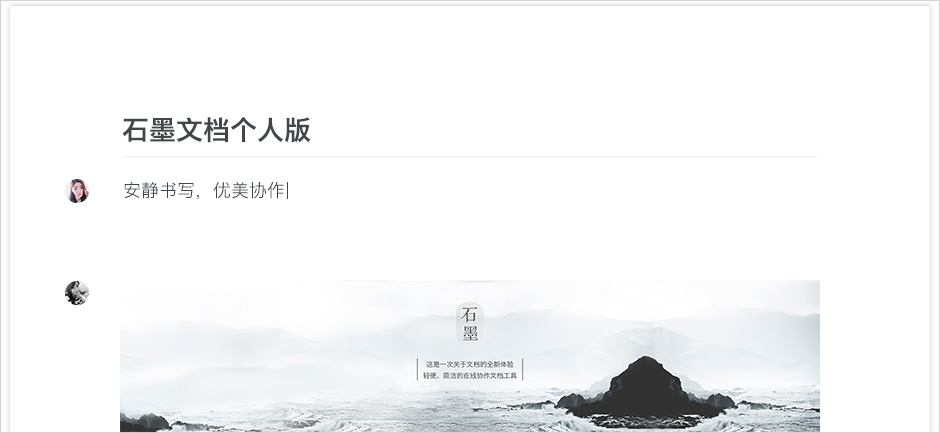 石墨文档个人版
安静书写，优美协作
石墨
这是一次关于文档的全新体验
轻便、简洁的在线协作文档工具